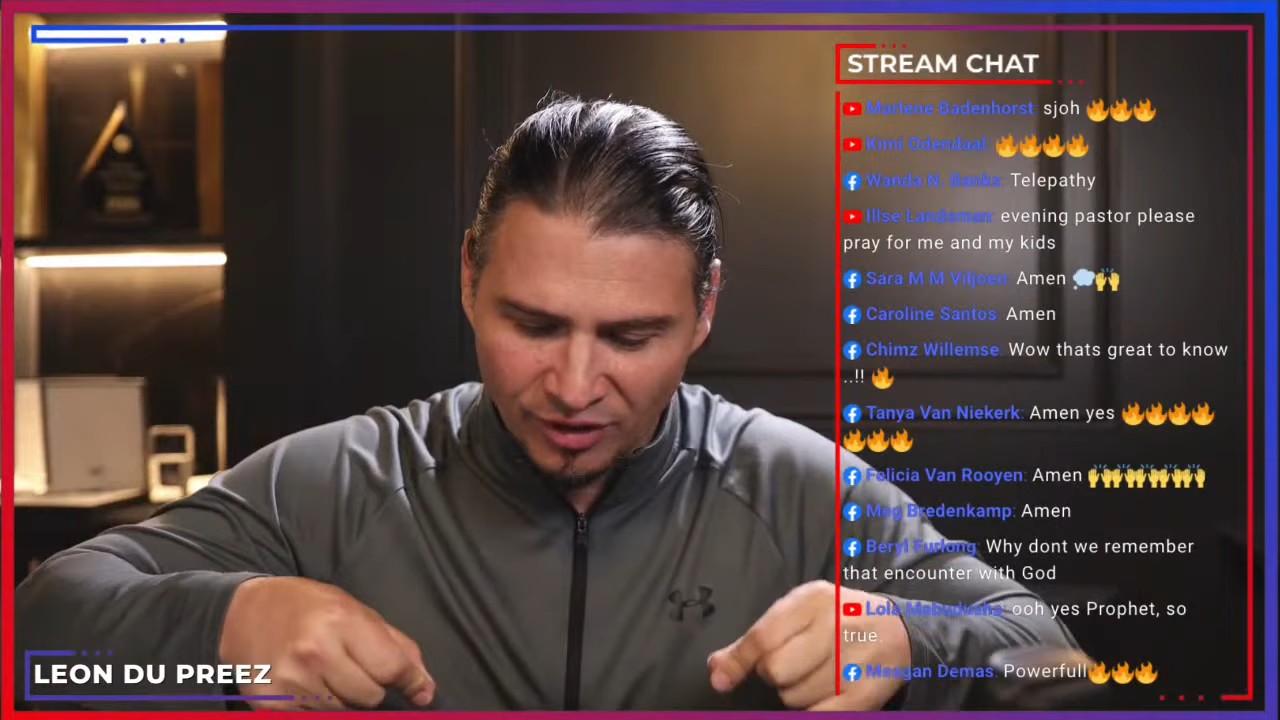 STREAM CHAT
Marlene Badenhorst: sjoh 🔥🔥🔥
Kimi Odendaal: 🔥🔥🔥🔥
Wanda N. Banks: Telepathy
Illse Landsman: evening pastor please
pray for me and my kids
Sara M M Viljoen: Amen 💭🙌
Caroline Santos: Amen
Chimz Willemse: Wow thats great to know
..!! 🔥
Tanya Van Niekerk: Amen yes 🔥🔥🔥🔥
🔥🔥🔥
Felicia Van Rooyen: Amen 🙌🙌🙌🙌🙌
Meg Bredenkamp: Amen
Beryl Furlong: Why dont we remember
that encounter with God
Lola : ooh yes Prophet, so
true.
Meagan Demas: Powerfull🔥🔥🔥
LEON DU PREEZ